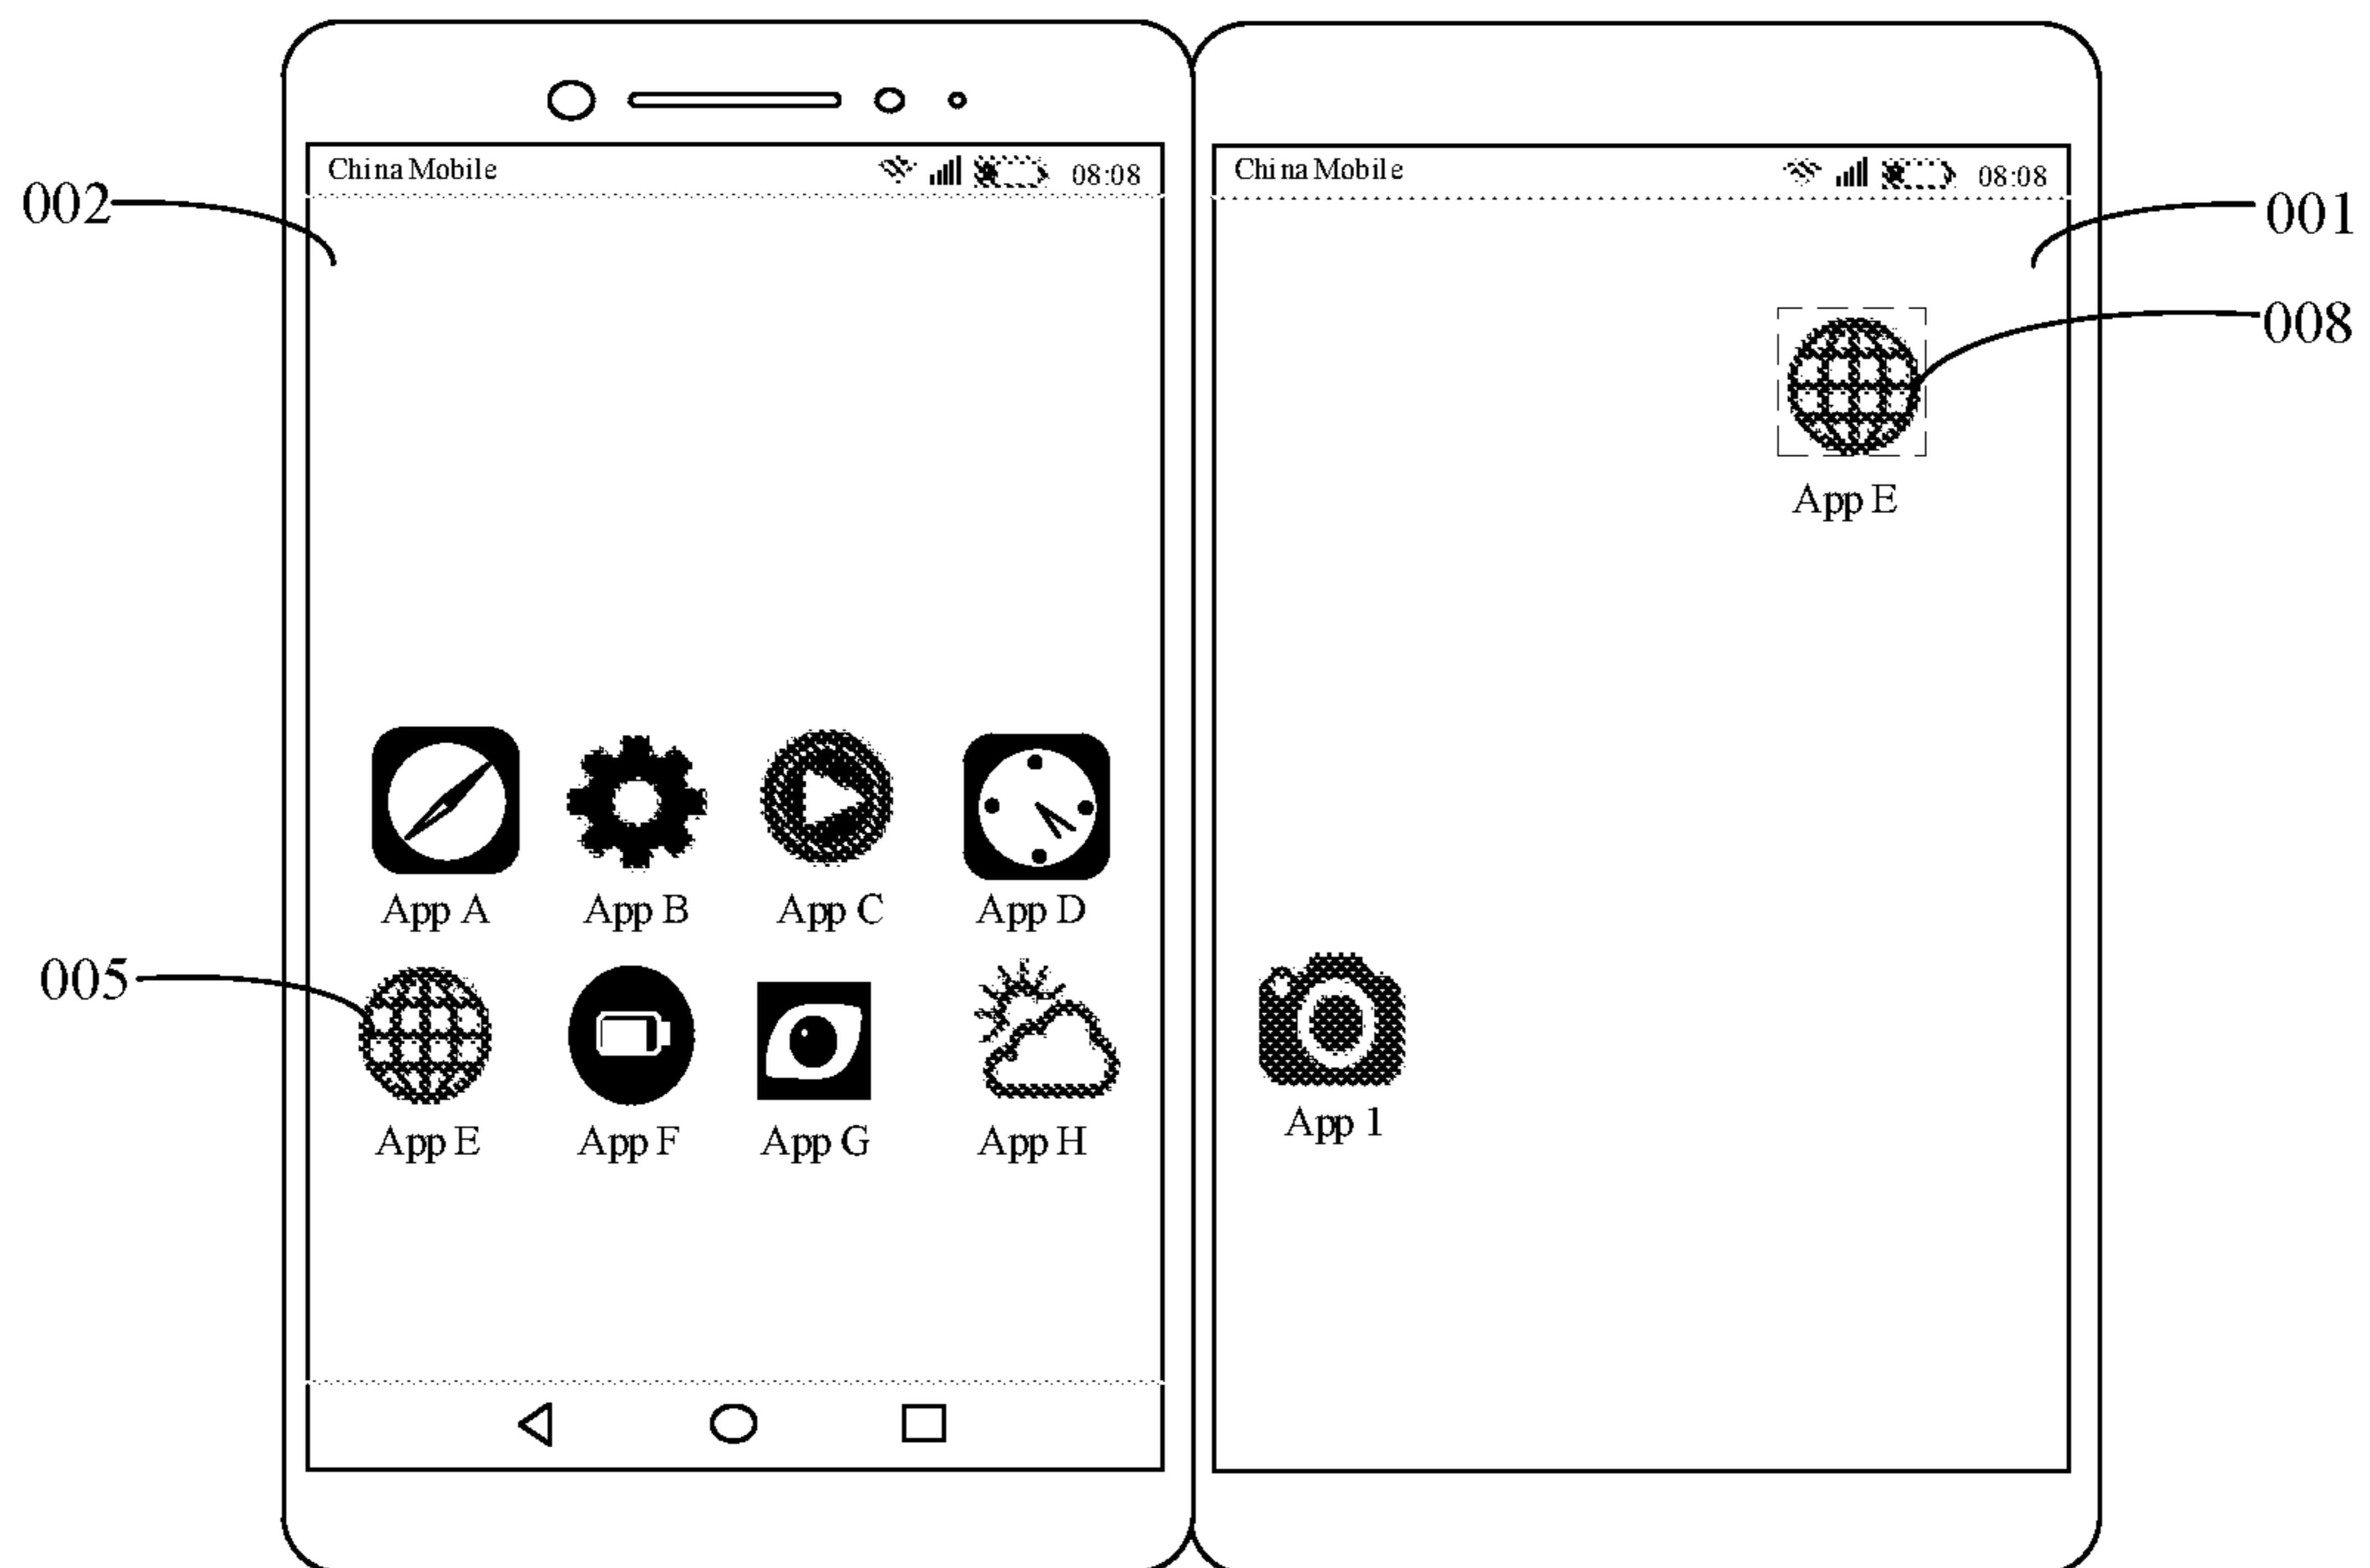 China Mobile 08:08
China Mobile 08:08
002
001
008
App E
App A App B App C App D
005
App E App F App G App H
App 1